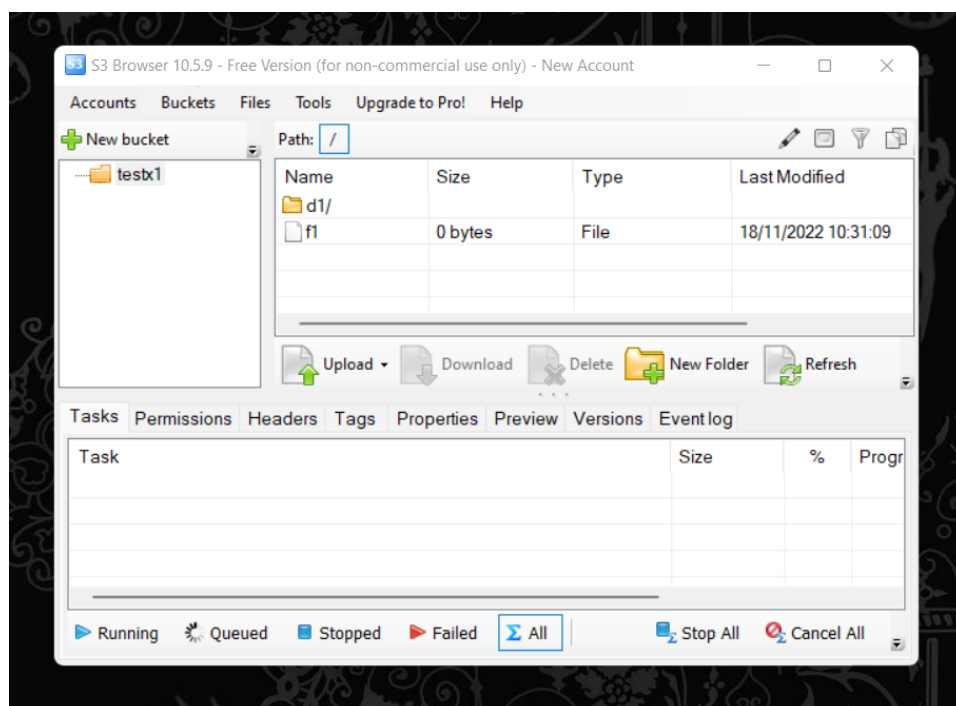 S3 S3 Browser 10.5.9 - Free Version (for non-commercial use only) - New Account
Accounts Buckets Files Tools Upgrade to Pro! Help
New bucket Path: /
testx1 Name Size Type Last Modified
d1/
f1 0 bytes File 18/11/2022 10:31:09
Upload Download Delete New Folder Refresh
Tasks Permissions Headers Tags Properties Preview Versions Event log
Task Size % Progr
Running Queued Stopped Failed Σ All Σ Stop All Σ Cancel All